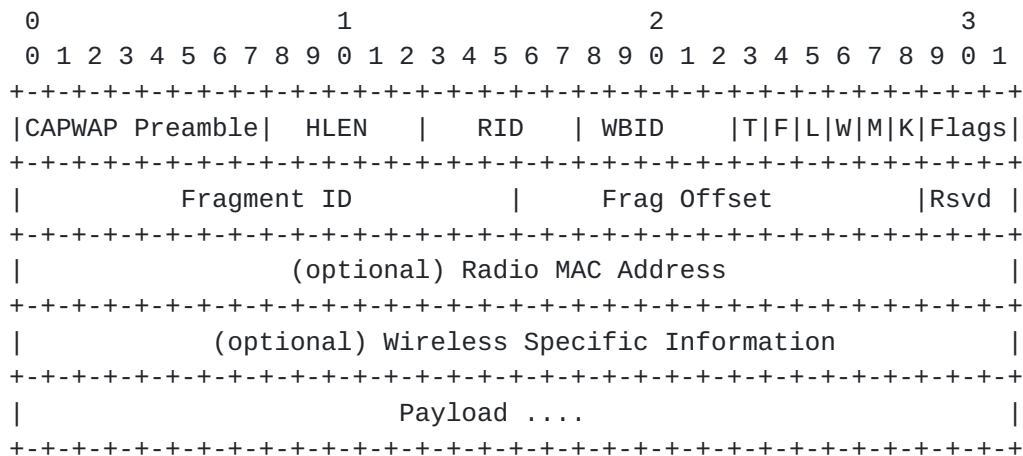 0                   1                   2                   3
 0 1 2 3 4 5 6 7 8 9 0 1 2 3 4 5 6 7 8 9 0 1 2 3 4 5 6 7 8 9 0 1
+-+-+-+-+-+-+-+-+-+-+-+-+-+-+-+-+-+-+-+-+-+-+-+-+-+-+-+-+-+-+-+-+
|CAPWAP Preamble|  HLEN   |   RID   | WBID    |T|F|L|W|M|K|Flags|
+-+-+-+-+-+-+-+-+-+-+-+-+-+-+-+-+-+-+-+-+-+-+-+-+-+-+-+-+-+-+-+-+
|          Fragment ID          |     Frag Offset         |Rsvd |
+-+-+-+-+-+-+-+-+-+-+-+-+-+-+-+-+-+-+-+-+-+-+-+-+-+-+-+-+-+-+-+-+
|                 (optional) Radio MAC Address                  |
+-+-+-+-+-+-+-+-+-+-+-+-+-+-+-+-+-+-+-+-+-+-+-+-+-+-+-+-+-+-+-+-+
|            (optional) Wireless Specific Information           |
+-+-+-+-+-+-+-+-+-+-+-+-+-+-+-+-+-+-+-+-+-+-+-+-+-+-+-+-+-+-+-+-+
|                        Payload ....                           |
+-+-+-+-+-+-+-+-+-+-+-+-+-+-+-+-+-+-+-+-+-+-+-+-+-+-+-+-+-+-+-+-+